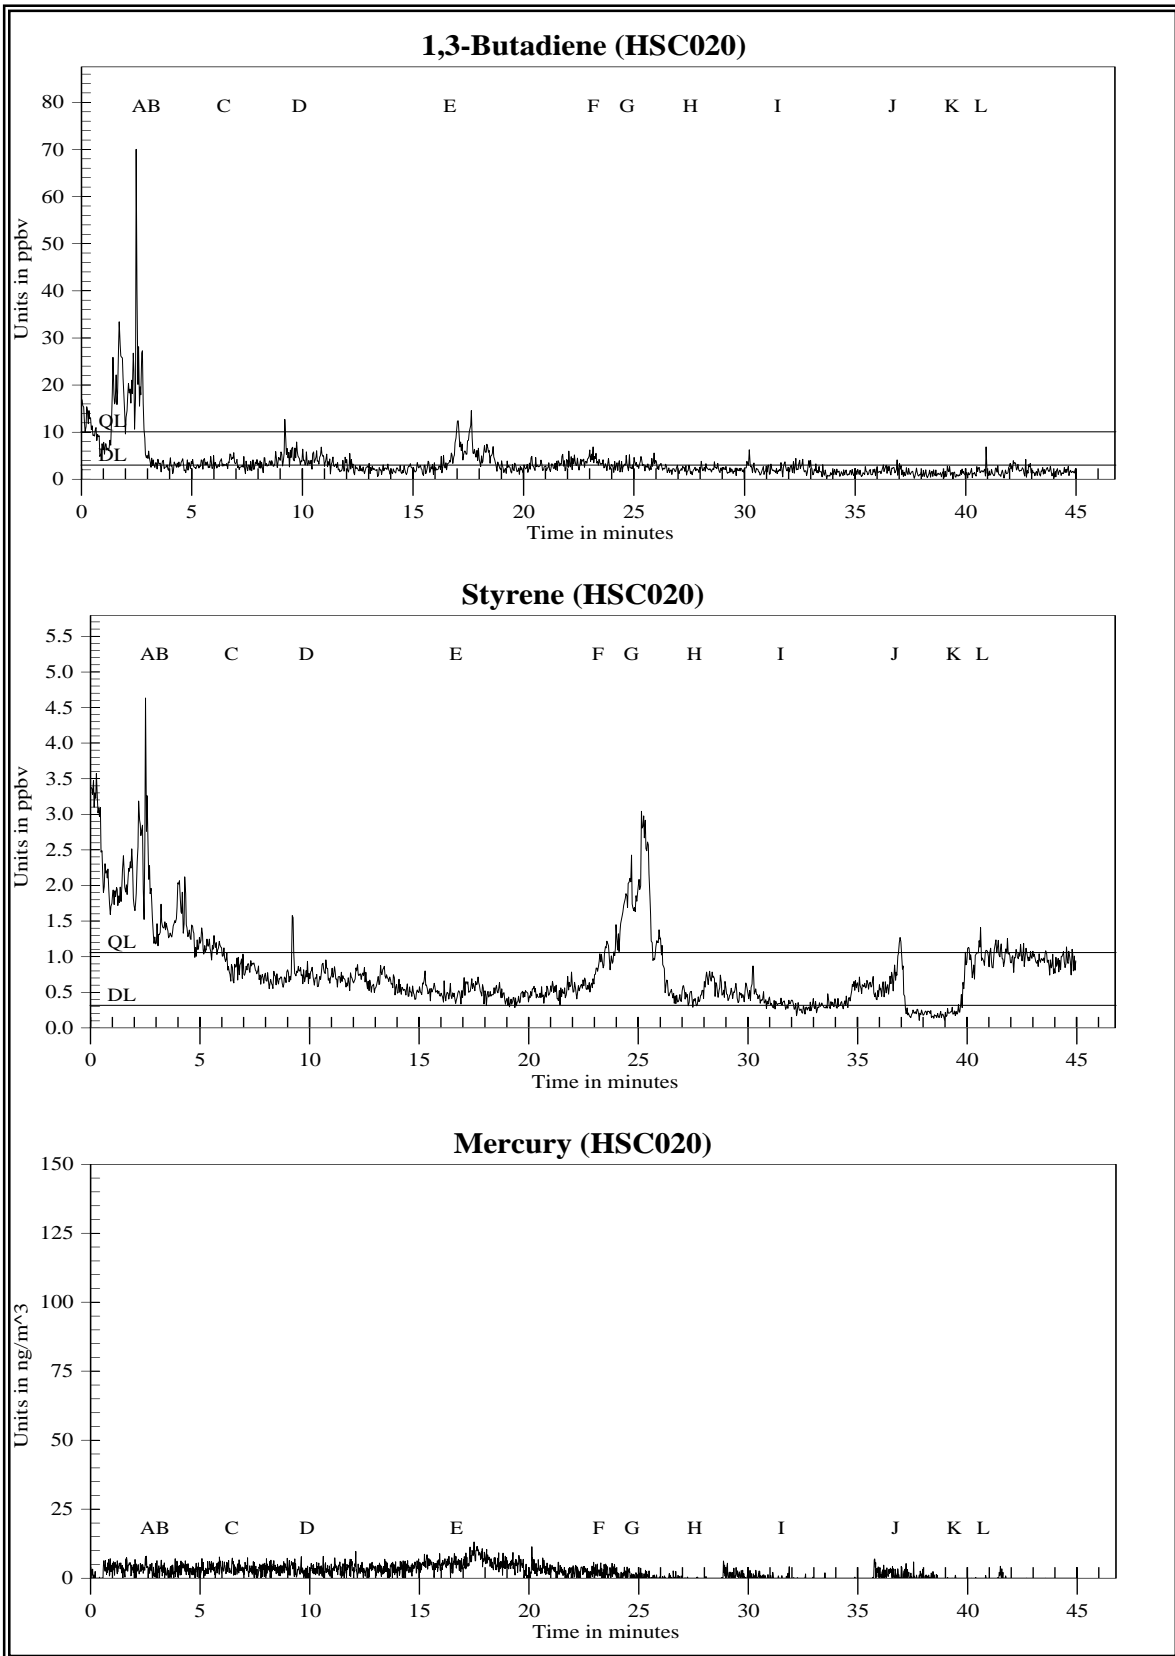 1,3-Butadiene (HSC020)
80
70
60
50
40
30
20
10
0
Units in ppbv
AB C D E F G H I J K L
QL
DL
0 5 10 15 20 25 30 35 40 45
Time in minutes
Styrene (HSC020)
5.5
5.0
4.5
4.0
3.5
3.0
2.5
2.0
1.5
1.0
0.5
0.0
Units in ppbv
AB C D E F G H I J K L
QL
DL
0 5 10 15 20 25 30 35 40 45
Time in minutes
Mercury (HSC020)
150
125
100
75
50
25
0
Units in ng/m^3
AB C D E F G H I J K L
0 5 10 15 20 25 30 35 40 45
Time in minutes